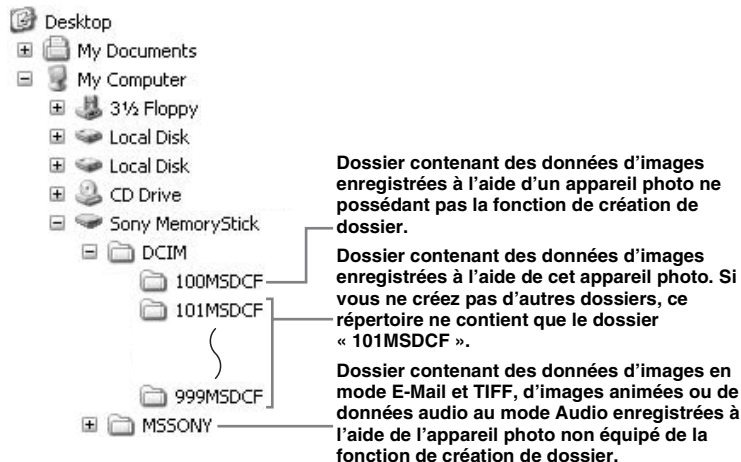 Desktop
My Documents
My Computer
3½ Floppy
Local Disk
Local Disk
CD Drive
Sony MemoryStick
DCIM
100MSDCF
101MSDCF
999MSDCF
MSSONY
Dossier contenant des données d’images
enregistrées à l’aide d’un appareil photo ne
possédant pas la fonction de création de
dossier.
Dossier contenant des données d’images
enregistrées à l’aide de cet appareil photo. Si
vous ne créez pas d’autres dossiers, ce
répertoire ne contient que le dossier
« 101MSDCF ».
Dossier contenant des données d’images en
mode E-Mail et TIFF, d’images animées ou de
données audio au mode Audio enregistrées à
l’aide de l’appareil photo non équipé de la
fonction de création de dossier.